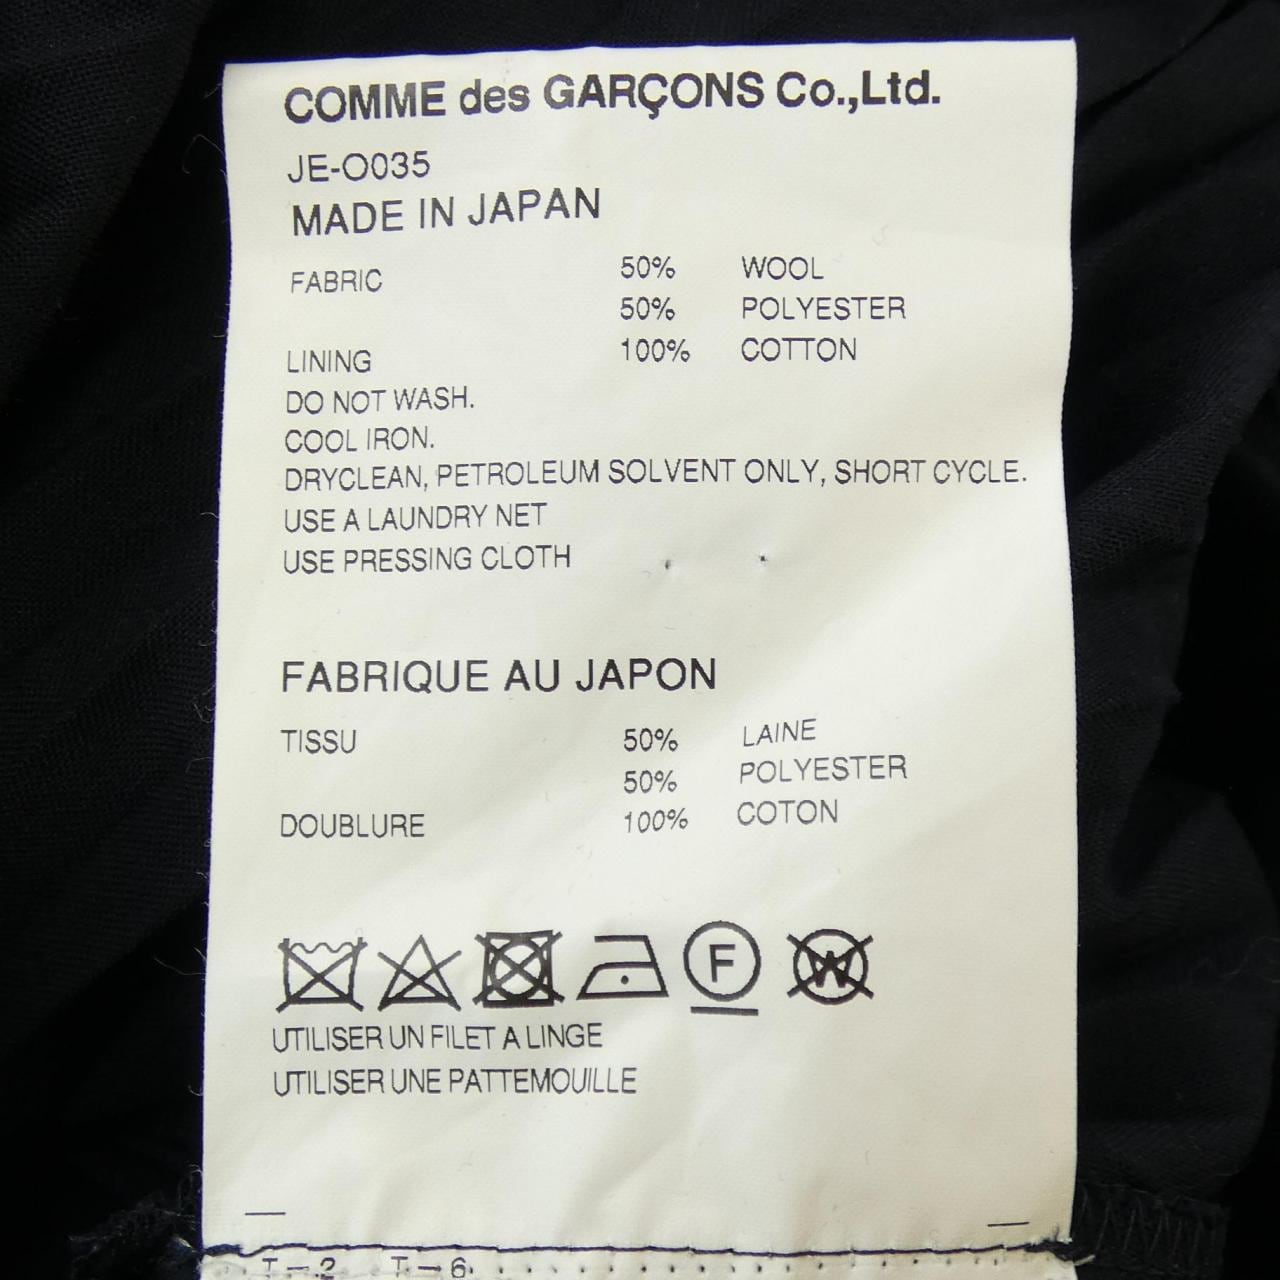 COMME des GARÇONS Co.,Ltd.
JE-O035
MADE IN JAPAN
FABRIC 50% WOOL
50% POLYESTER
LINING 100% COTTON
DO NOT WASH.
COOL IRON.
DRYCLEAN, PETROLEUM SOLVENT ONLY, SHORT CYCLE.
USE A LAUNDRY NET
USE PRESSING CLOTH
FABRIQUE AU JAPON
TISSU 50% LAINE
50% POLYESTER
DOUBLURE 100% COTON
F W
UTILISER UN FILET A LINGE
UTILISER UNE PATTEMOUILLE
T-2 T-6